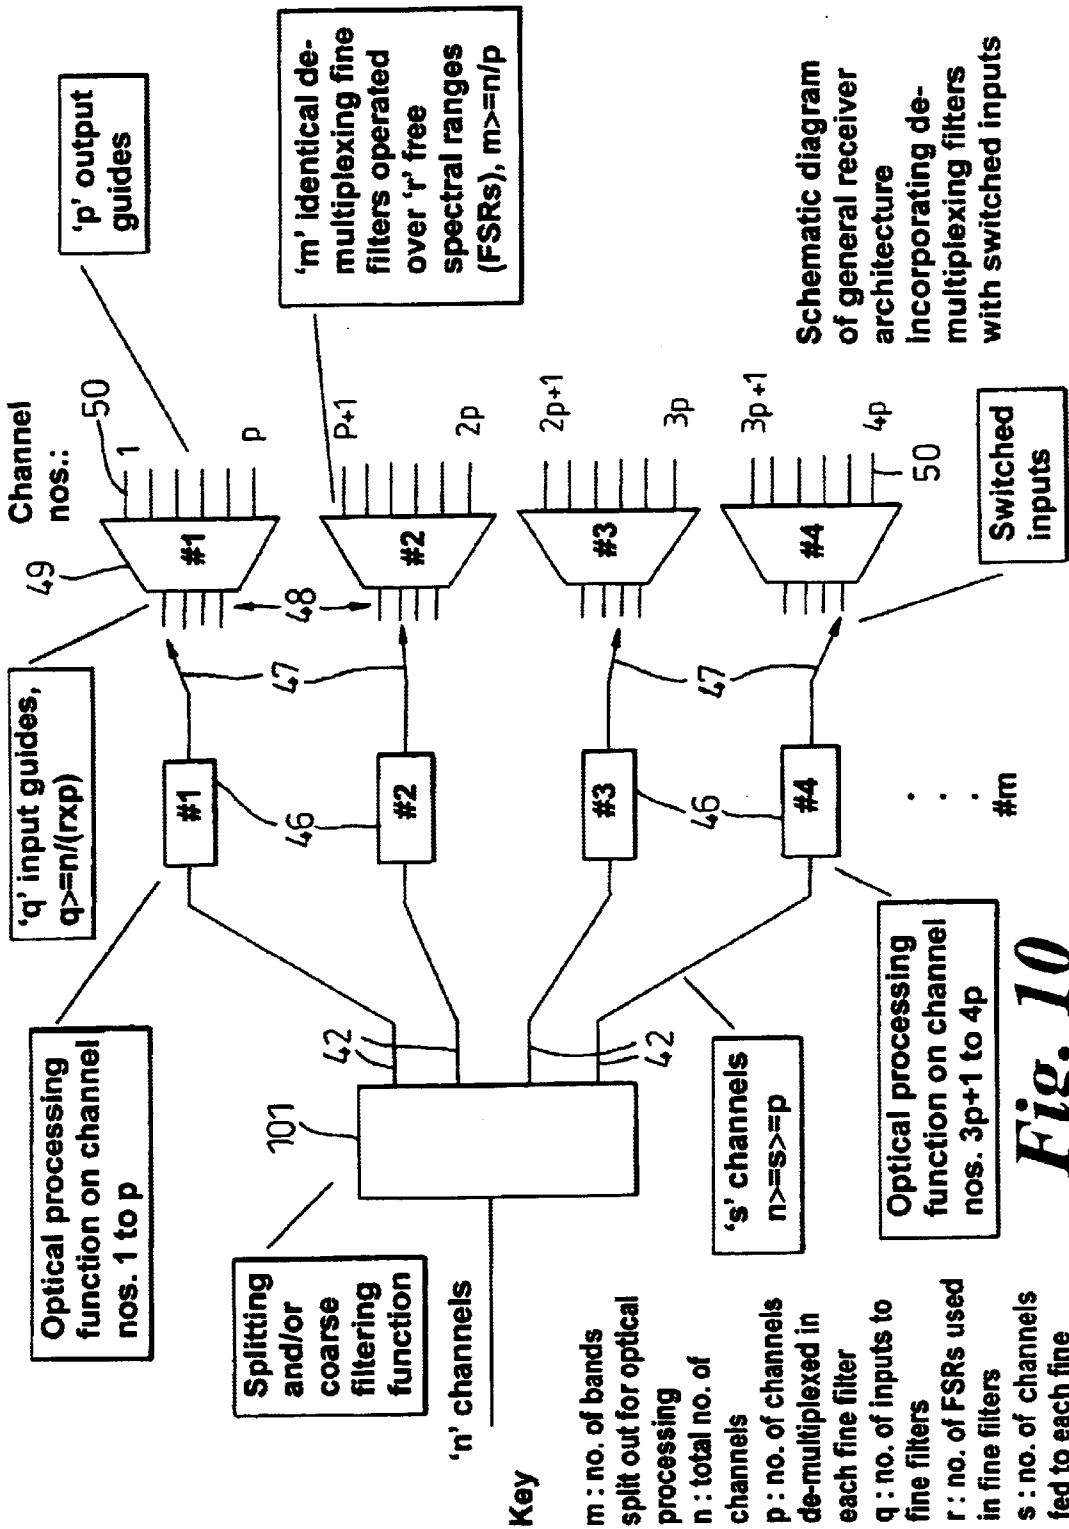 Optical processing
function on channel
nos. 1 to p
'q' input guides,
q>=n/(rxp)
Channel
nos.:
'p' output
guides
Splitting
and/or
coarse
filtering
function
101
'n' channels
42
42
#1
#2
#3
#4
46
46
47
47
48
49
#1
#2
#3
#4
50
1
p
P+1
2p
2p+1
3p
3p+1
4p
50
'm' identical de-
multiplexing fine
filters operated
over 'r' free
spectral ranges
(FSRs), m>=n/p
's' channels
n>=s>=p
Optical processing
function on channel
nos. 3p+1 to 4p
. . .
#m
Switched
inputs
Schematic diagram
of general receiver
architecture
incorporating de-
multiplexing filters
with switched inputs
Key
m : no. of bands
split out for optical
processing
n : total no. of
channels
p : no. of channels
de-multiplexed in
each fine filter
q : no. of inputs to
fine filters
r : no. of FSRs used
in fine filters
s : no. of channels
fed to each fine
Fig. 10